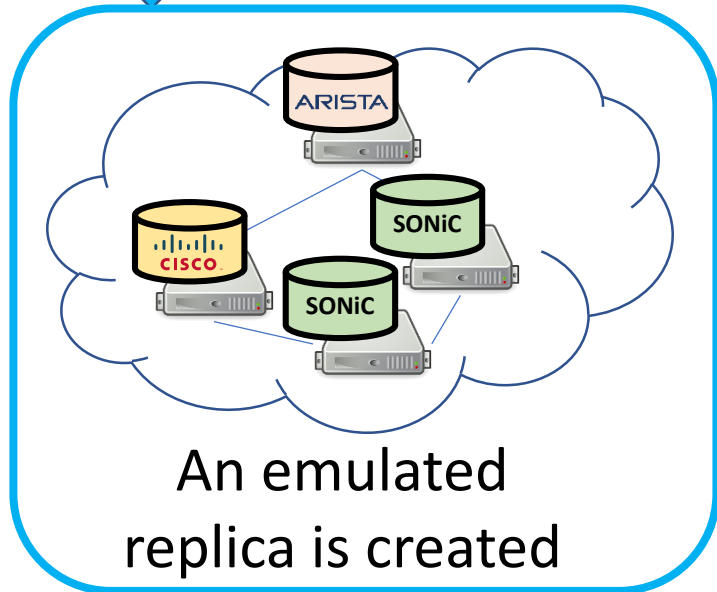 ARISTA
SONiC
CISCO
SONiC
An emulated
replica is created